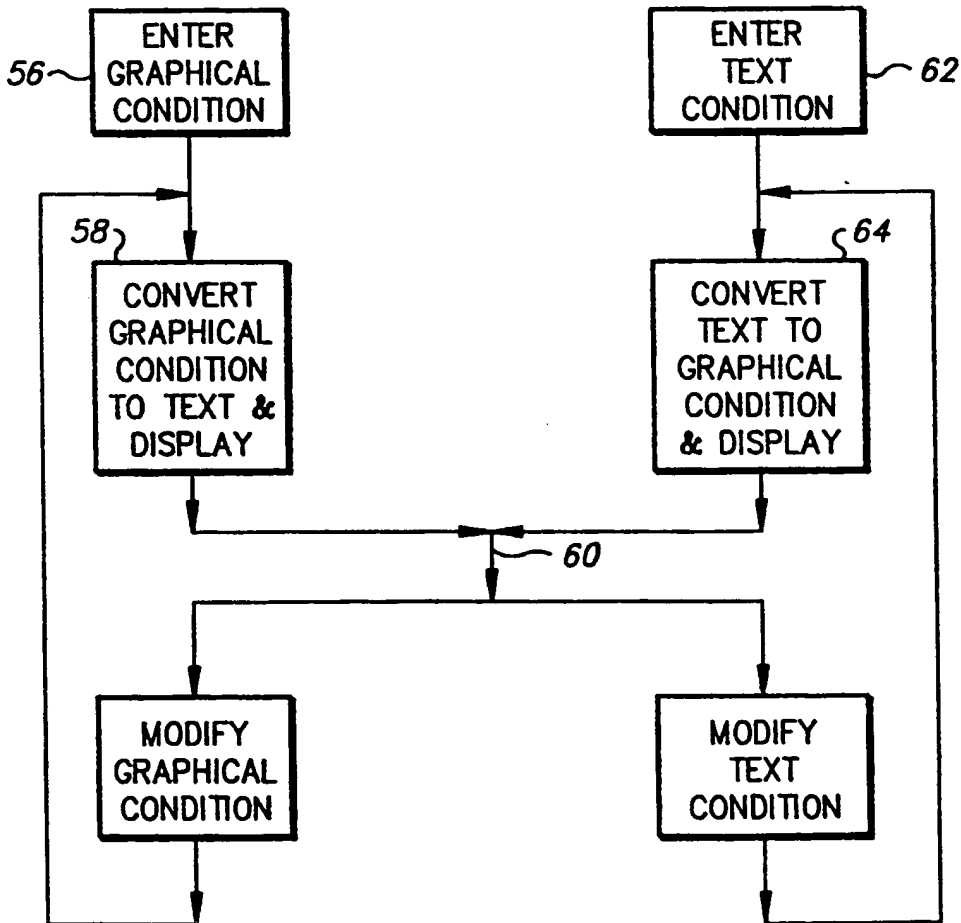 56
ENTER
GRAPHICAL
CONDITION
ENTER
TEXT
CONDITION
62
58
CONVERT
GRAPHICAL
CONDITION
TO TEXT &
DISPLAY
64
CONVERT
TEXT TO
GRAPHICAL
CONDITION
& DISPLAY
60
MODIFY
GRAPHICAL
CONDITION
MODIFY
TEXT
CONDITION